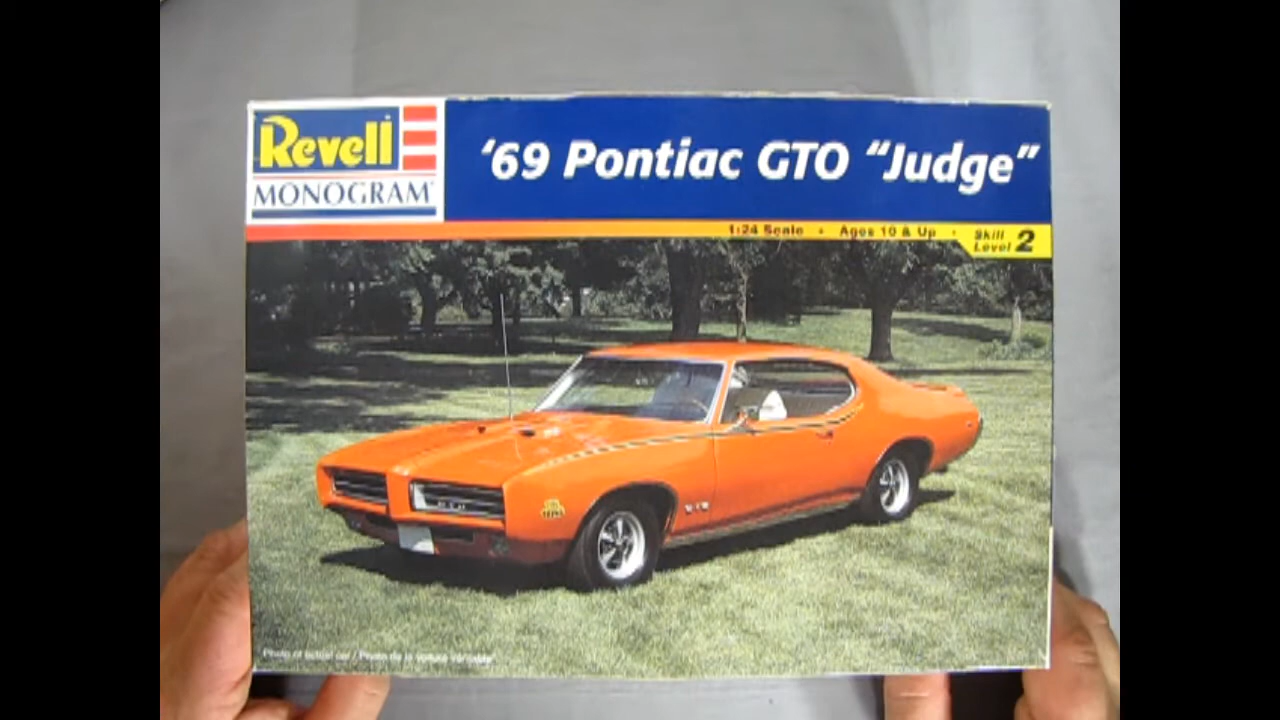 Revell
MONOGRAM
'69 Pontiac GTO "Judge"
1:24 Scale • Ages 10 & Up • Skill Level 2
Photo of actual car / Photo de la voiture véritable